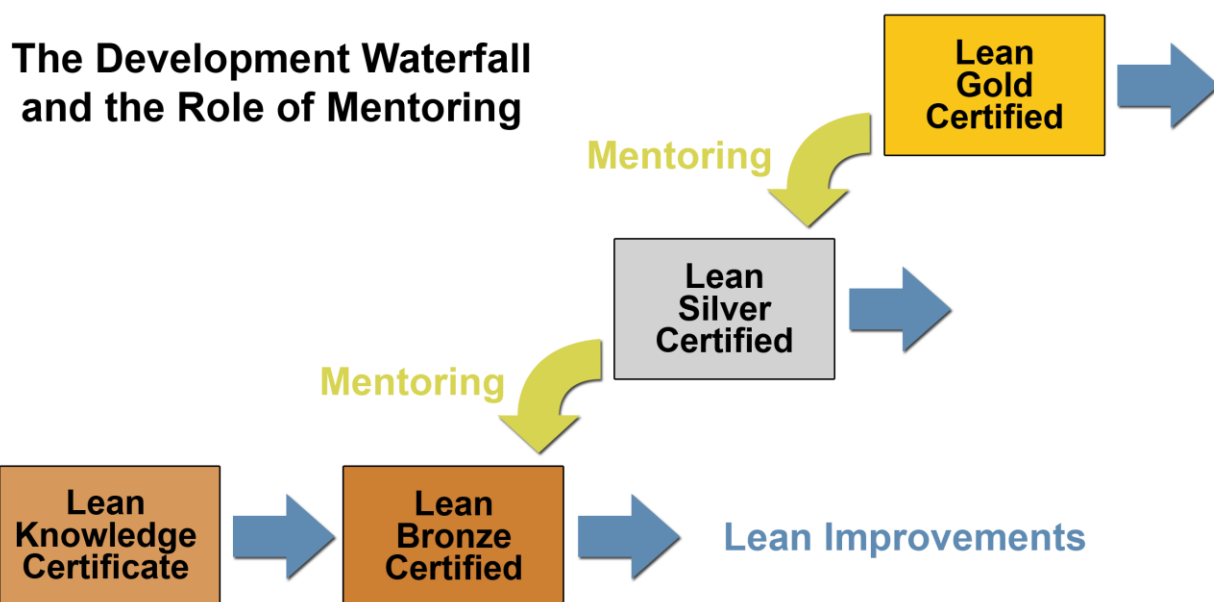 The Development Waterfall
and the Role of Mentoring
Lean
Gold
Certified
Mentoring
Lean
Silver
Certified
Mentoring
Lean
Knowledge
Certificate
Lean
Bronze
Certified
Lean Improvements